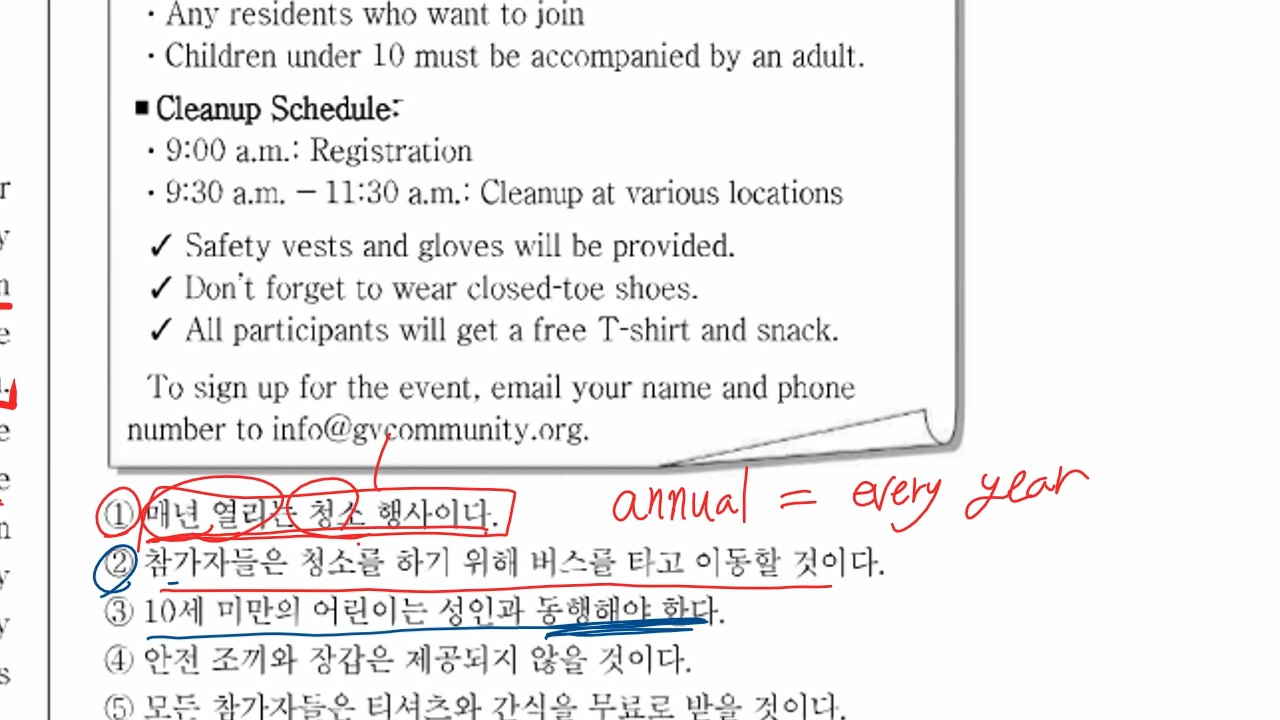 · Any residents who want to join
· Children under 10 must be accompanied by an adult.
■ Cleanup Schedule:
· 9:00 a.m.: Registration
· 9:30 a.m. – 11:30 a.m.: Cleanup at various locations
✓ Safety vests and gloves will be provided.
✓ Don't forget to wear closed-toe shoes.
✓ All participants will get a free T-shirt and snack.
To sign up for the event, email your name and phone
number to info@gvcommunity.org.
annual = every year
① 매년 열리는 청소 행사이다.
② 참가자들은 청소를 하기 위해 버스를 타고 이동할 것이다.
③ 10세 미만의 어린이는 성인과 동행해야 한다.
④ 안전 조끼와 장갑은 제공되지 않을 것이다.
⑤ 모든 참가자들은 티셔츠와 간식을 무료로 받을 것이다.